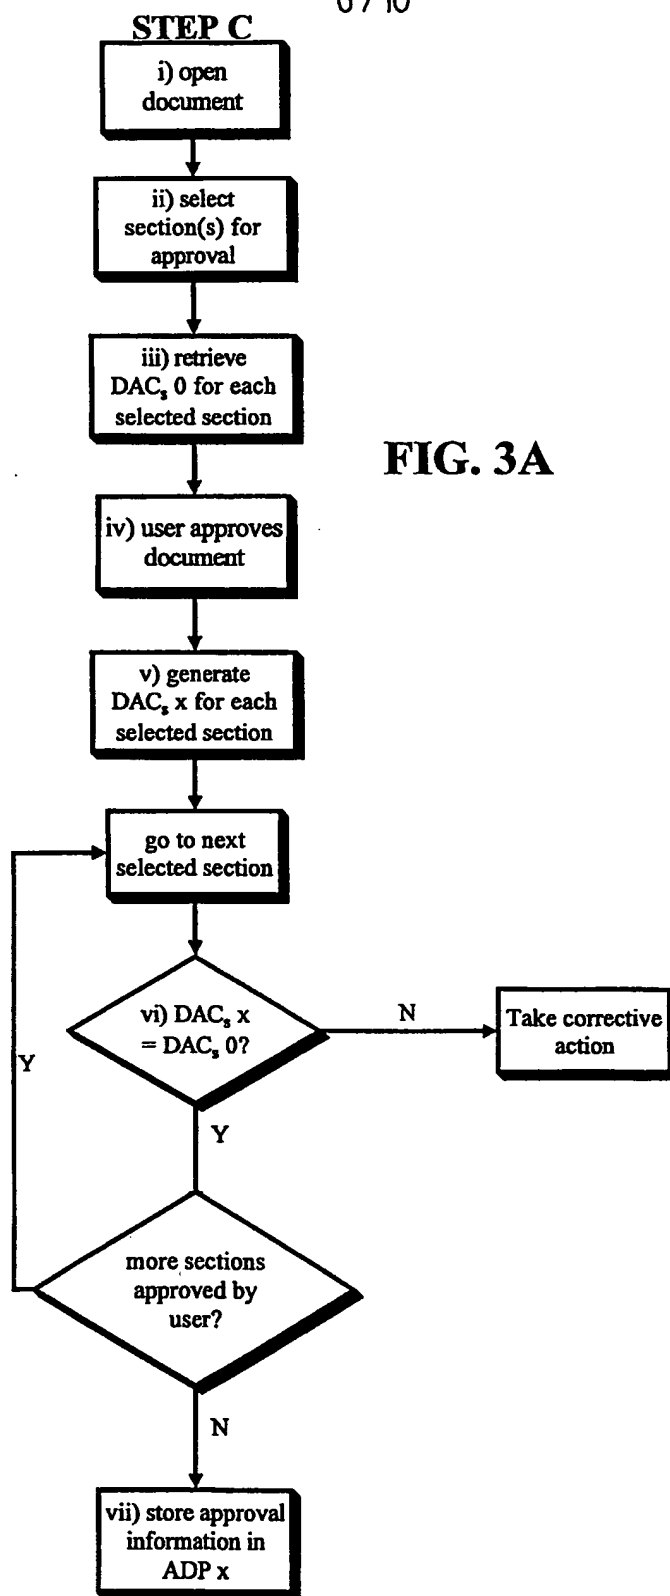 6/10
STEP C
i) open
document
ii) select
section(s) for
approval
iii) retrieve
DACs 0 for each
selected section
FIG. 3A
iv) user approves
document
v) generate
DACs x for each
selected section
go to next
selected section
vi) DACs x
= DACs 0?
N
Take corrective
action
Y
Y
more sections
approved by
user?
N
vii) store approval
information in
ADP x